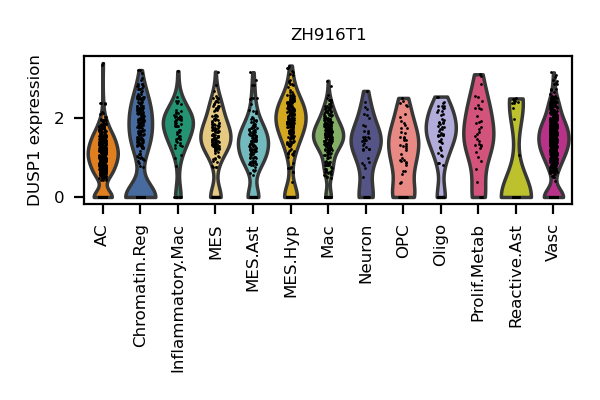 ZH916T1
DUSP1 expression
2
0
AC
Chromatin.Reg
Inflammatory.Mac
MES
MES.Ast
MES.Hyp
Mac
Neuron
OPC
Oligo
Prolif.Metab
Reactive.Ast
Vasc